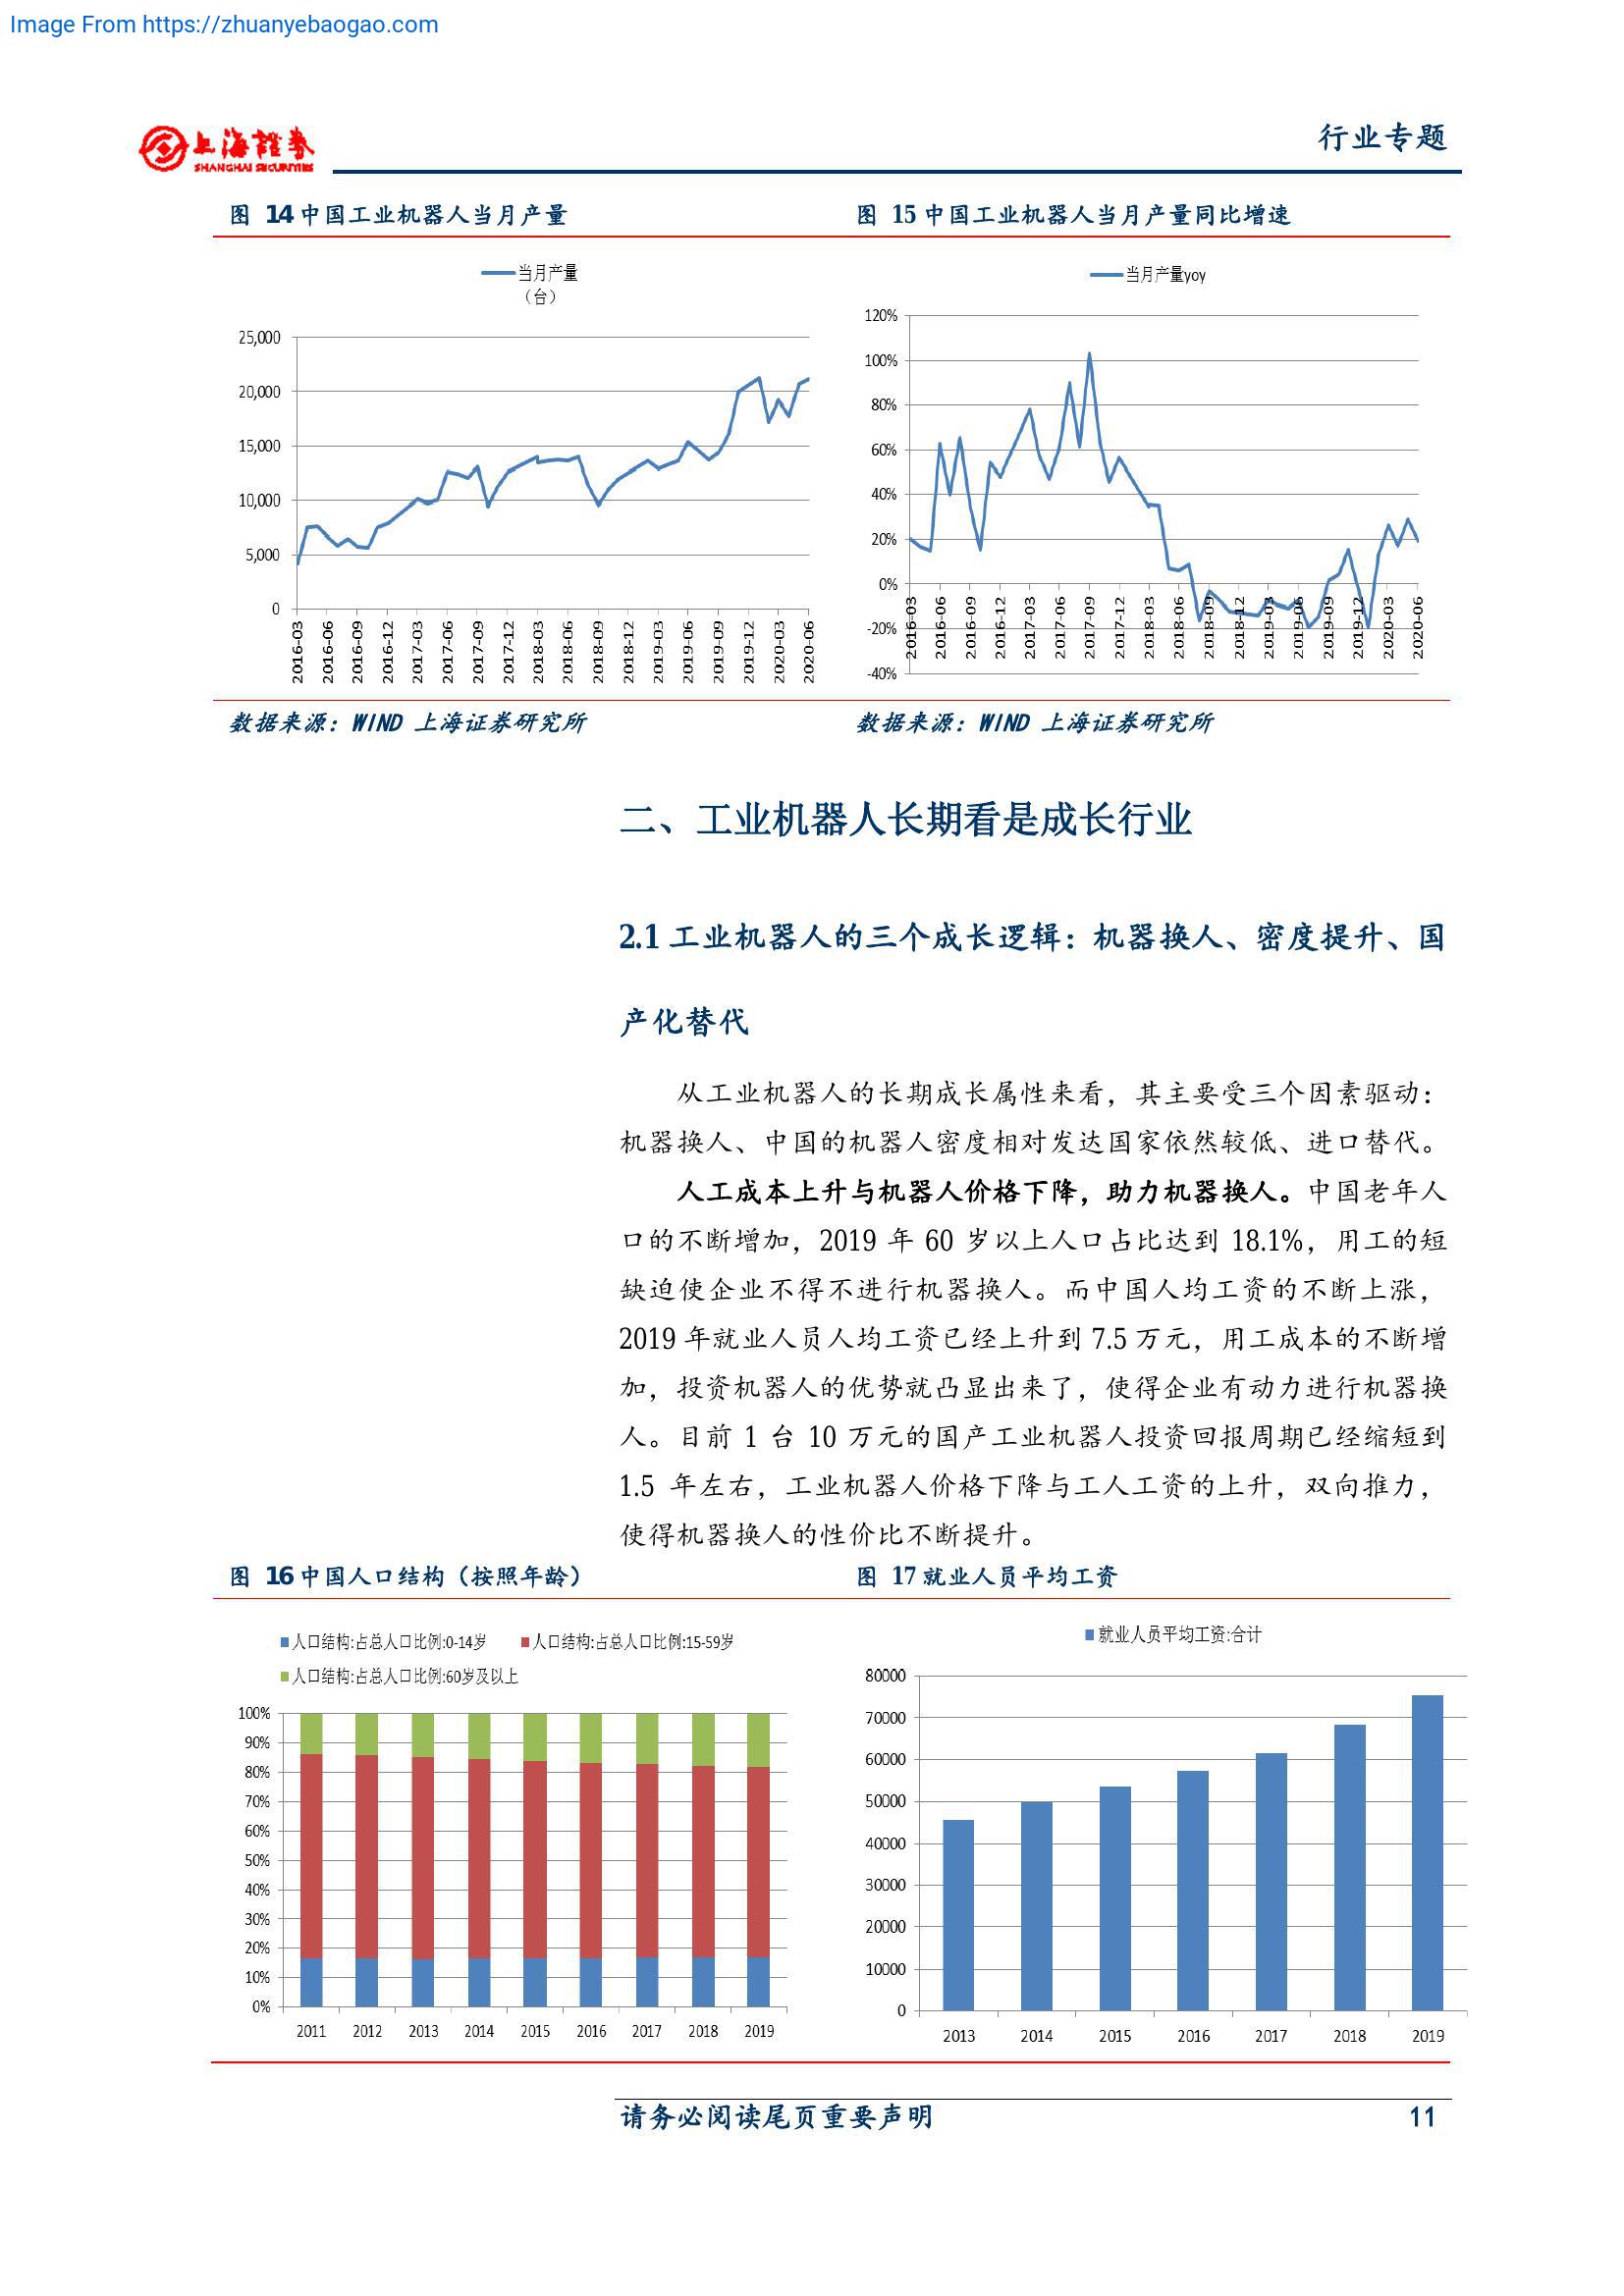 Image From https://zhuanyebaogao.com
上海證券
SHANGHAI SECURITIES
行业专题
图 14 中国工业机器人当月产量
图 15 中国工业机器人当月产量同比增速
当月产量
（台）
25,000
20,000
15,000
10,000
5,000
0
2016-03 2016-06 2016-09 2016-12 2017-03 2017-06 2017-09 2017-12 2018-03 2018-06 2018-09 2018-12 2019-03 2019-06 2019-09 2019-12 2020-03 2020-06
当月产量yoy
120%
100%
80%
60%
40%
20%
0%
-20%
-40%
2016-03 2016-06 2016-09 2016-12 2017-03 2017-06 2017-09 2017-12 2018-03 2018-06 2018-09 2018-12 2019-03 2019-06 2019-09 2019-12 2020-03 2020-06
数据来源：WIND 上海证券研究所
数据来源：WIND 上海证券研究所
二、工业机器人长期看是成长行业
2.1 工业机器人的三个成长逻辑：机器换人、密度提升、国
产化替代
从工业机器人的长期成长属性来看，其主要受三个因素驱动：
机器换人、中国的机器人密度相对发达国家依然较低、进口替代。
人工成本上升与机器人价格下降，助力机器换人。中国老年人
口的不断增加，2019 年 60 岁以上人口占比达到 18.1%，用工的短
缺迫使企业不得不进行机器换人。而中国人均工资的不断上涨，
2019 年就业人员人均工资已经上升到 7.5 万元，用工成本的不断增
加，投资机器人的优势就凸显出来了，使得企业有动力进行机器换
人。目前 1 台 10 万元的国产工业机器人投资回报周期已经缩短到
1.5 年左右，工业机器人价格下降与工人工资的上升，双向推力，
使得机器换人的性价比不断提升。
图 16 中国人口结构（按照年龄）
图 17 就业人员平均工资
人口结构:占总人口比例:0-14岁 人口结构:占总人口比例:15-59岁
人口结构:占总人口比例:60岁及以上
100%
90%
80%
70%
60%
50%
40%
30%
20%
10%
0%
2011 2012 2013 2014 2015 2016 2017 2018 2019
就业人员平均工资:合计
80000
70000
60000
50000
40000
30000
20000
10000
0
2013 2014 2015 2016 2017 2018 2019
请务必阅读尾页重要声明
11